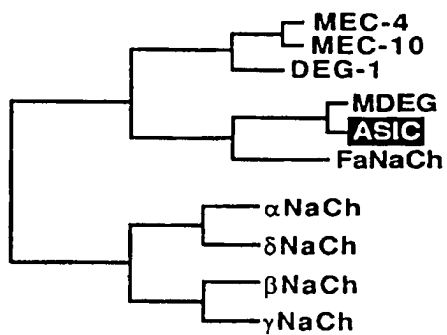 MEC-4
MEC-10
DEG-1
MDEG
ASIC
FaNaCh
αNaCh
δNaCh
βNaCh
γNaCh